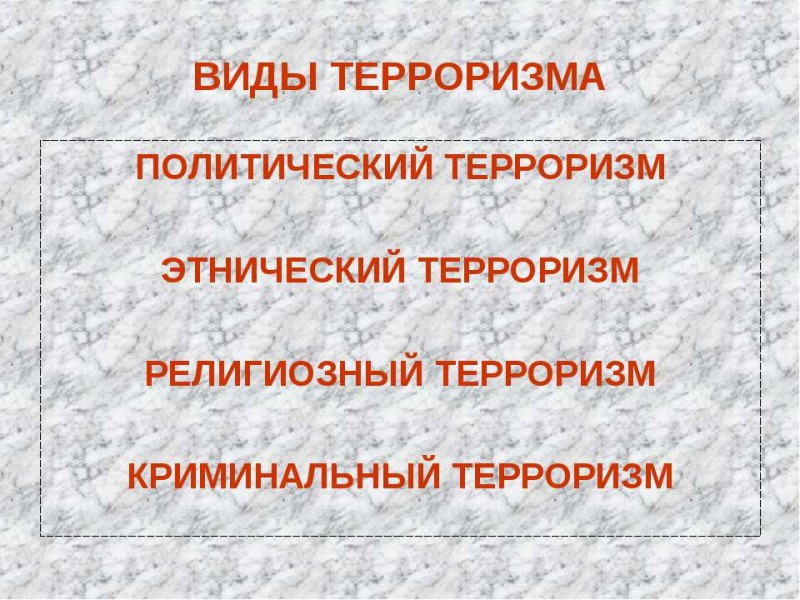 ВИДЫ ТЕРРОРИЗМА
ПОЛИТИЧЕСКИЙ ТЕРРОРИЗМ
ЭТНИЧЕСКИЙ ТЕРРОРИЗМ
РЕЛИГИОЗНЫЙ ТЕРРОРИЗМ
КРИМИНАЛЬНЫЙ ТЕРРОРИЗМ